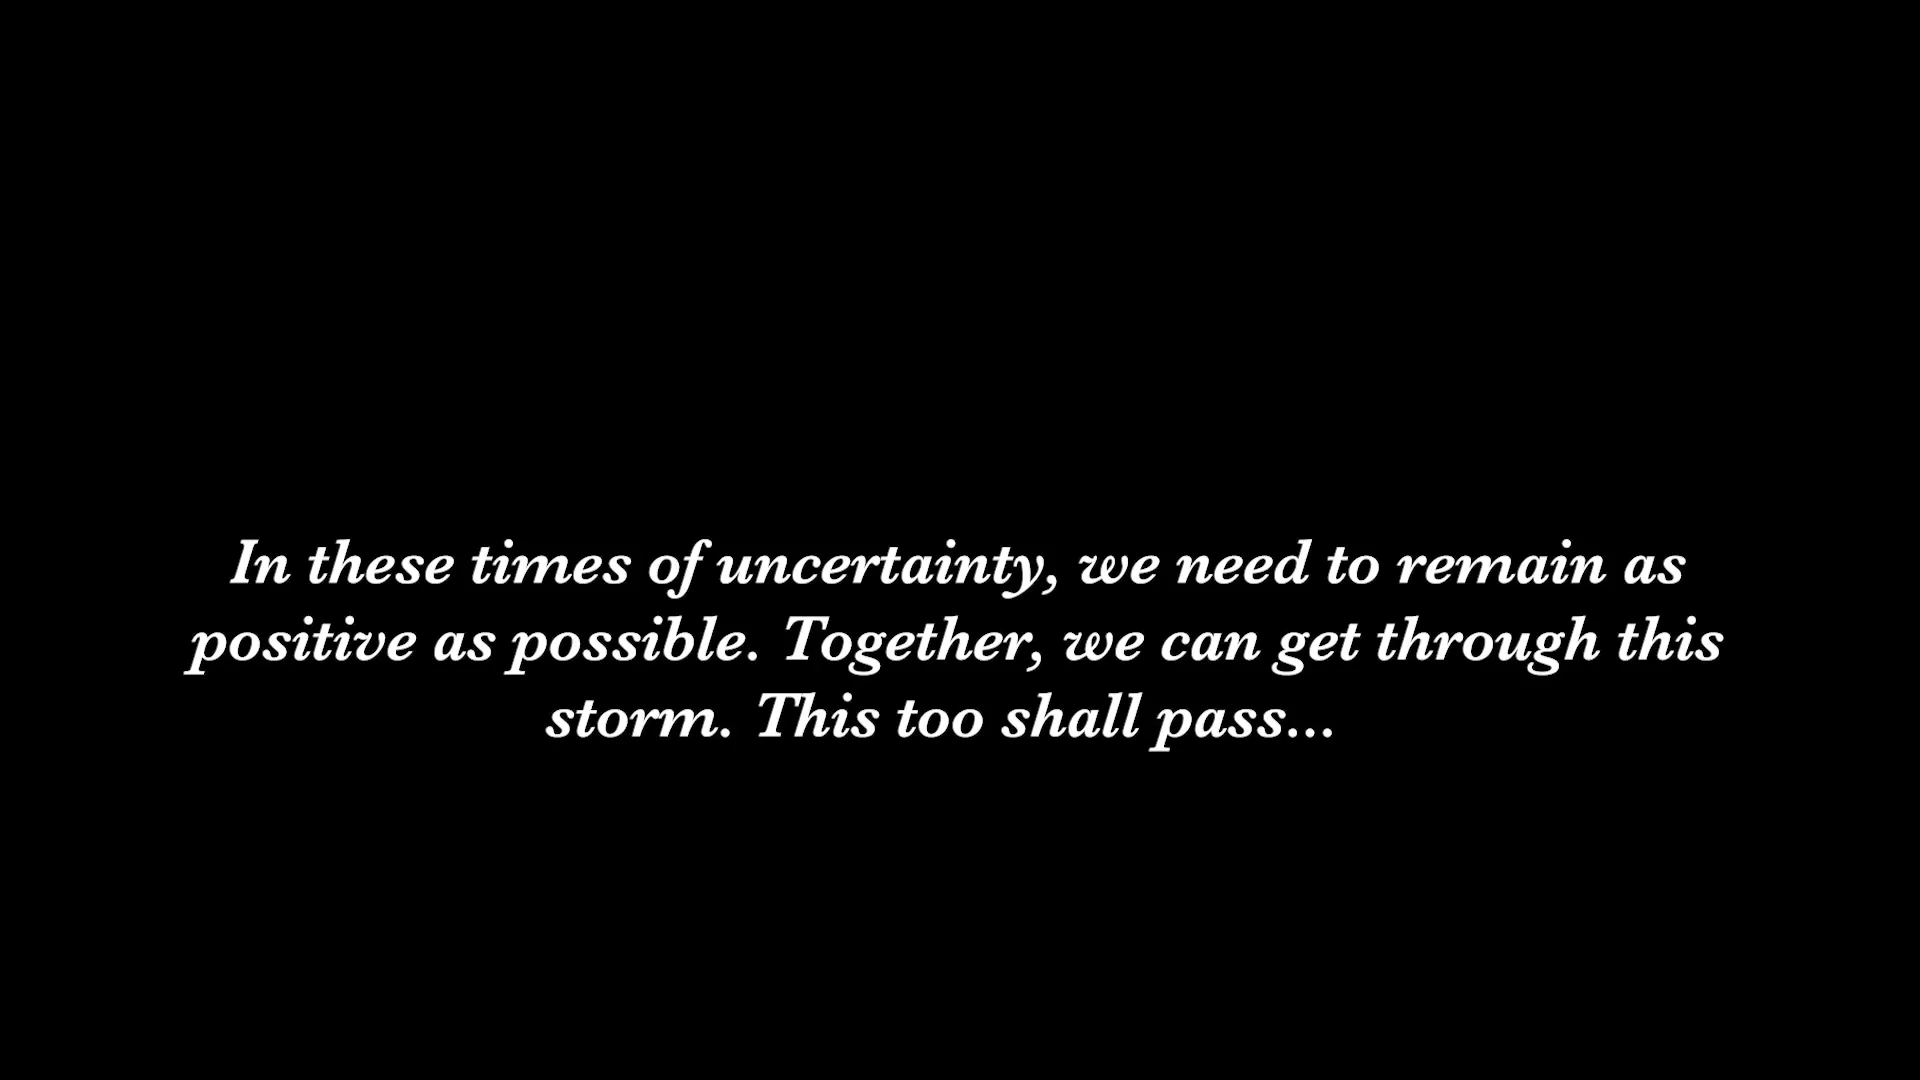 In these times of uncertainty, we need to remain as
positive as possible. Together, we can get through this
storm. This too shall pass...